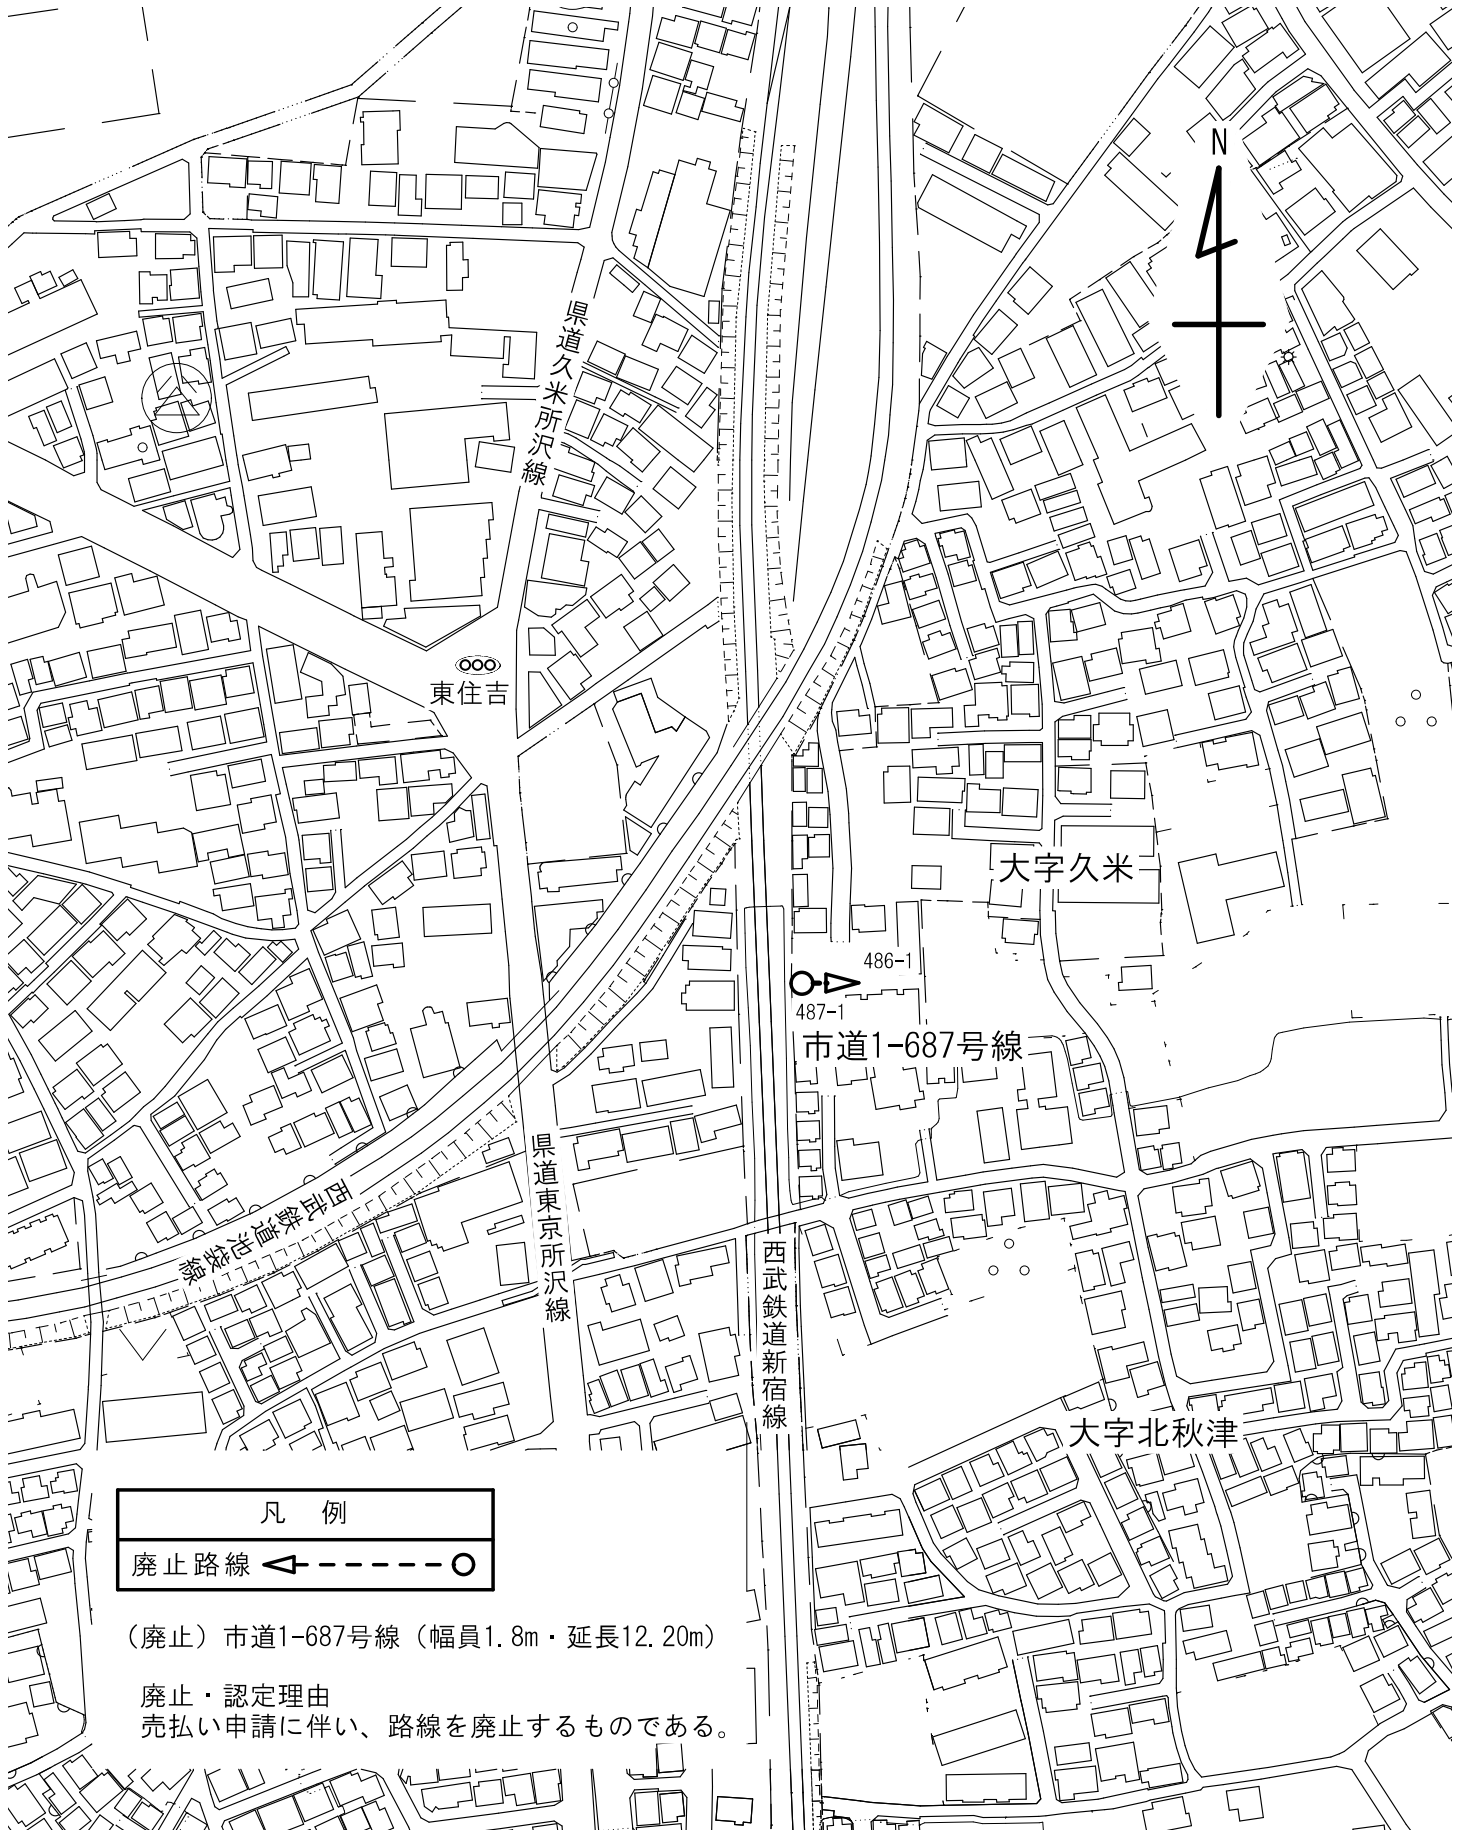 N
県道久米所沢線
東住吉
大字久米
486-1
487-1
市道1-687号線
県道東京所沢線
西武鉄道池袋線
西武鉄道新宿線
大字北秋津
凡　例
廃止路線
（廃止）市道1-687号線（幅員1.8m・延長12.20m）
廃止・認定理由
売払い申請に伴い、路線を廃止するものである。